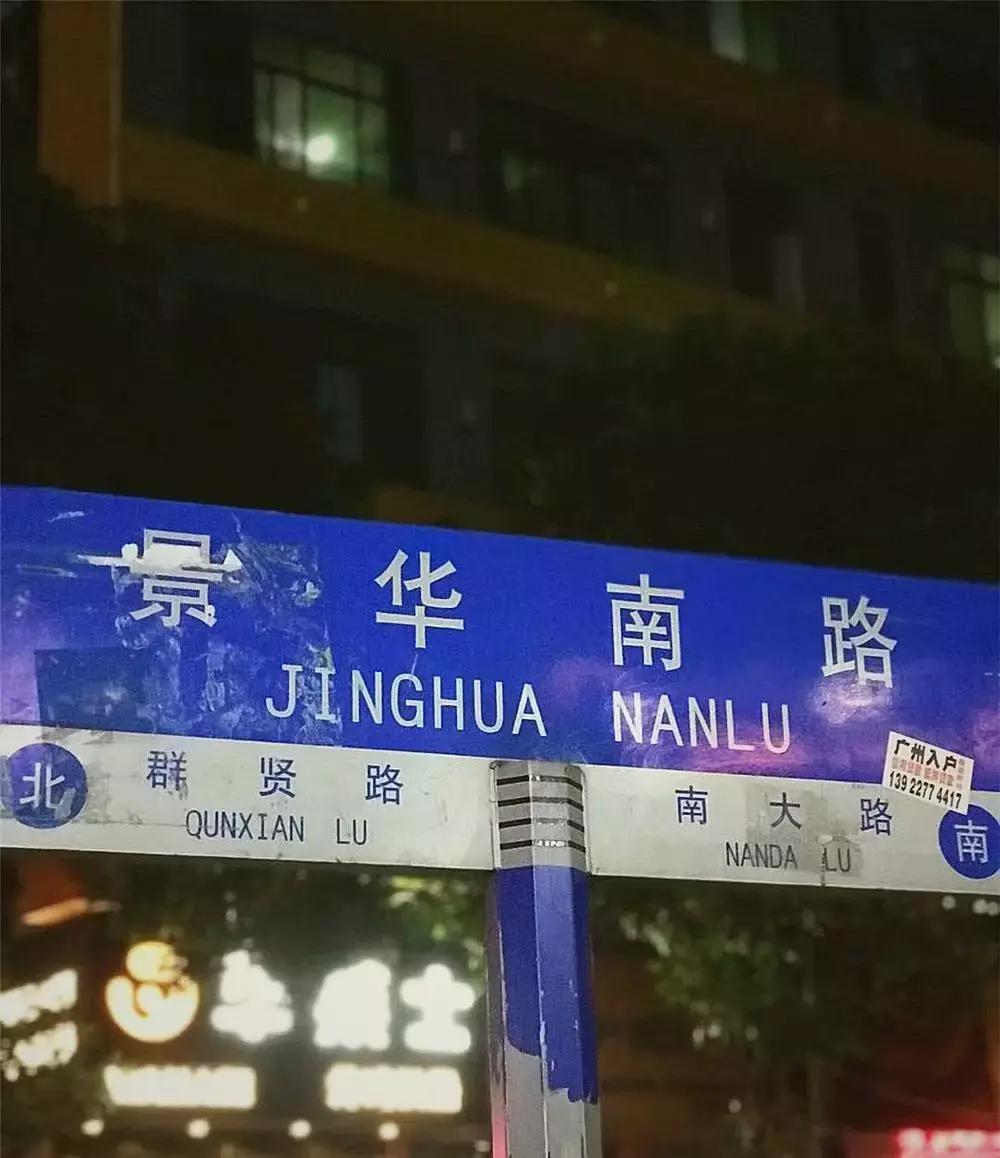 景华南路
JINGHUA NANLU
北 群贤路
QUNXIAN LU
南大路 南
NANDA LU
广州入户
139 2277 4417